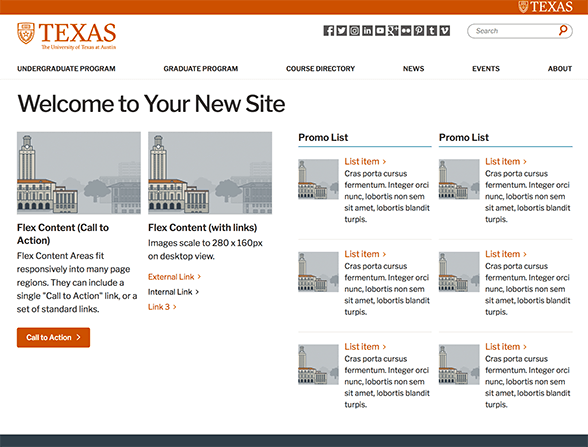 TEXAS
TEXAS
The University of Texas at Austin
Search
UNDERGRADUATE PROGRAM
GRADUATE PROGRAM
COURSE DIRECTORY
NEWS
EVENTS
ABOUT
Welcome to Your New Site
Flex Content (Call to
Action)
Flex Content Areas fit
responsively into many page
regions. They can include a
single "Call to Action" link, or a
set of standard links.
Call to Action >
Flex Content (with links)
Images scale to 280 x 160px
on desktop view.
External Link >
Internal Link >
Link 3 >
Promo List
List item >
Cras porta cursus
fermentum. Integer orci
nunc, lobortis non sem
sit amet, lobortis blandit
turpis.
List item >
Cras porta cursus
fermentum. Integer orci
nunc, lobortis non sem
sit amet, lobortis blandit
turpis.
List item >
Cras porta cursus
fermentum. Integer orci
nunc, lobortis non sem
sit amet, lobortis blandit
turpis.
Promo List
List item >
Cras porta cursus
fermentum. Integer orci
nunc, lobortis non sem
sit amet, lobortis blandit
turpis.
List item >
Cras porta cursus
fermentum. Integer orci
nunc, lobortis non sem
sit amet, lobortis blandit
turpis.
List item >
Cras porta cursus
fermentum. Integer orci
nunc, lobortis non sem
sit amet, lobortis blandit
turpis.